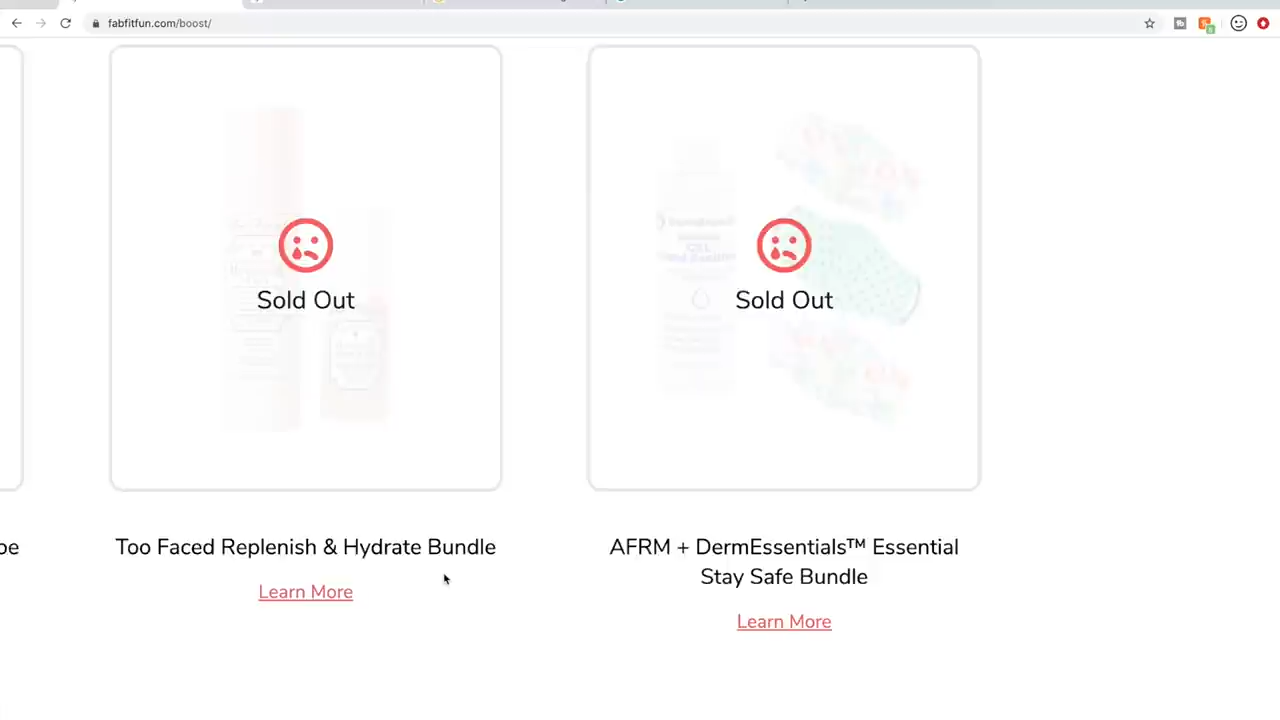 fabfitfun.com/boost/
Sold Out
Sold Out
oe
Too Faced Replenish & Hydrate Bundle
Learn More
AFRM + DermEssentials™ Essential
Stay Safe Bundle
Learn More